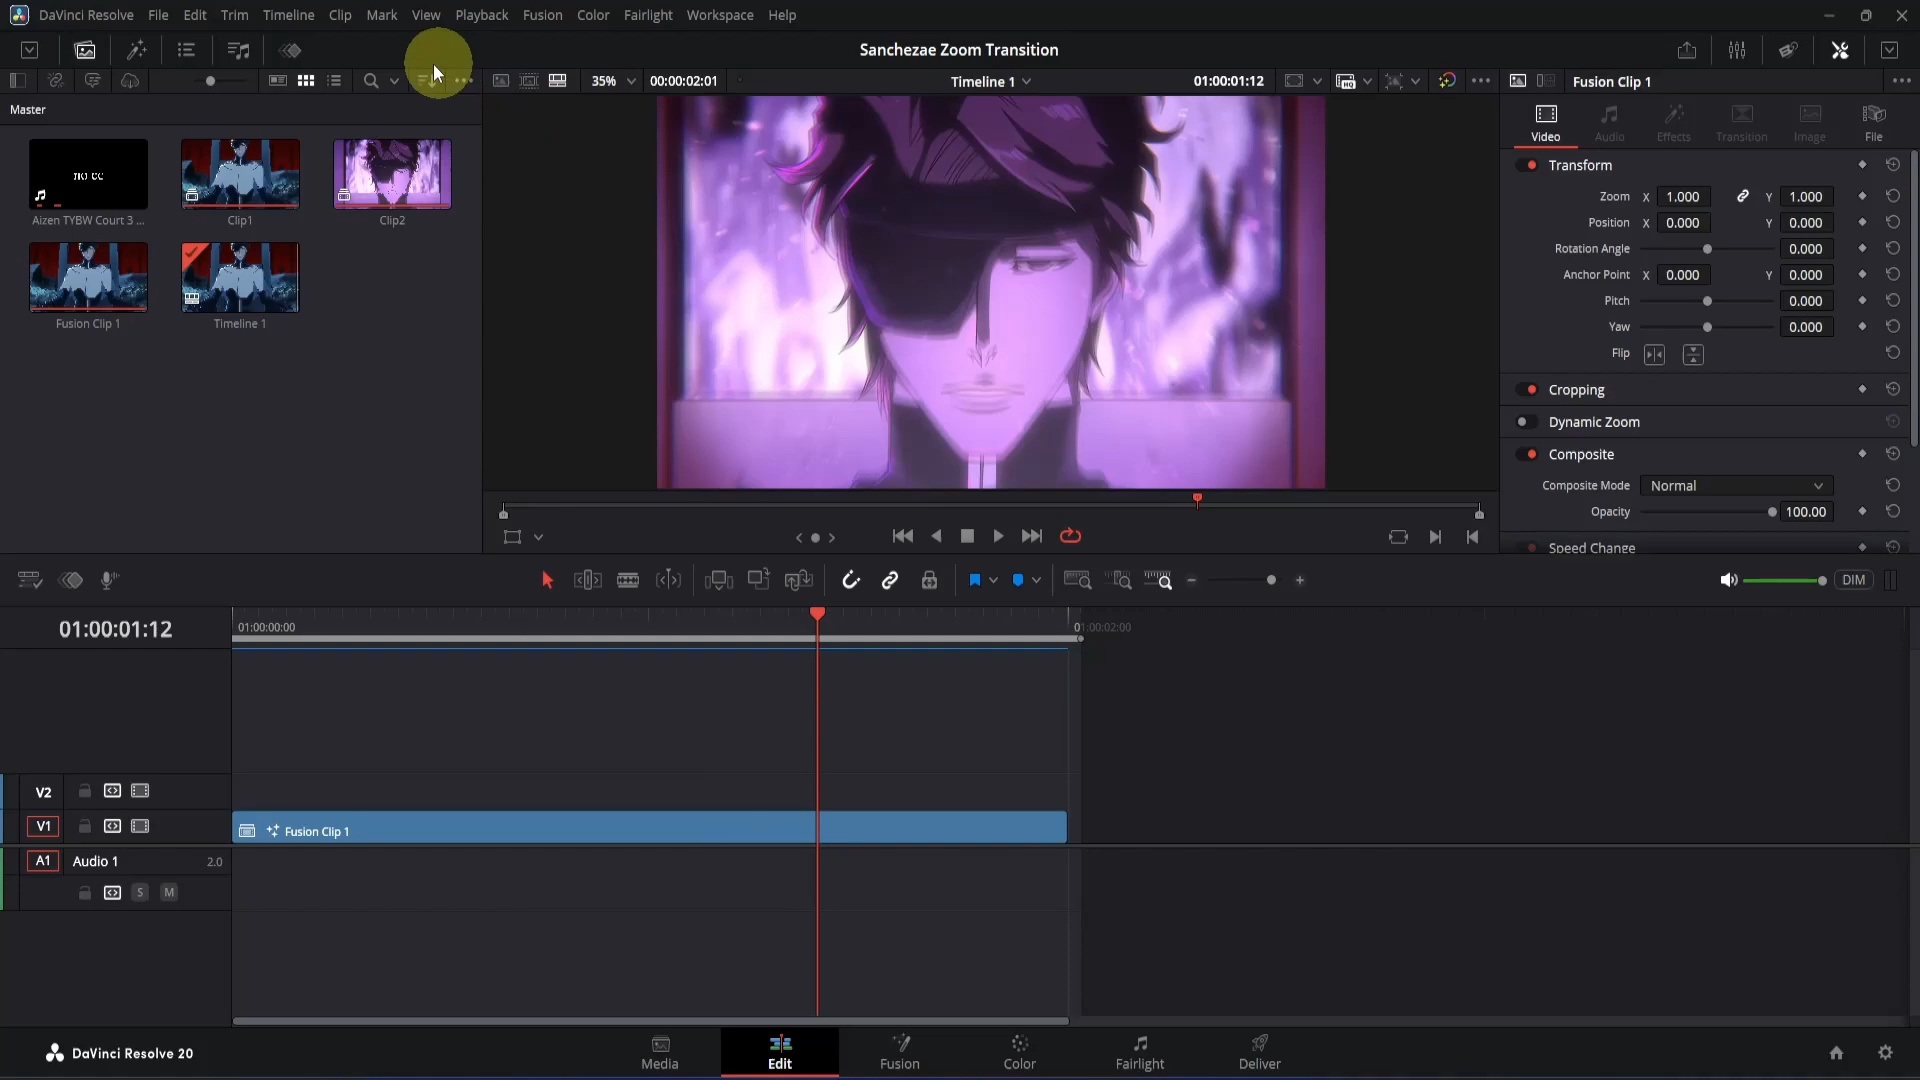 DaVinci Resolve File Edit Trim Timeline Clip Mark View Playback Fusion Color Fairlight Workspace Help
Sanchezae Zoom Transition
35% 00:00:02:01 Timeline 1 01:00:01:12 Fusion Clip 1
Master
Video Audio Effects Transition Image File
no cc
Aizen TYBW Court 3 ... Clip1 Clip2
Fusion Clip 1 Timeline 1
Transform
Zoom X 1.000 Y 1.000
Position X 0.000 Y 0.000
Rotation Angle 0.000
Anchor Point X 0.000 Y 0.000
Pitch 0.000
Yaw 0.000
Flip
Cropping
Dynamic Zoom
Composite
Composite Mode Normal
Opacity 100.00
Speed Change
DIM
01:00:01:12 01:00:00:00 01:00:02:00
V2
V1 Fusion Clip 1
A1 Audio 1 2.0
S M
DaVinci Resolve 20 Media Edit Fusion Color Fairlight Deliver